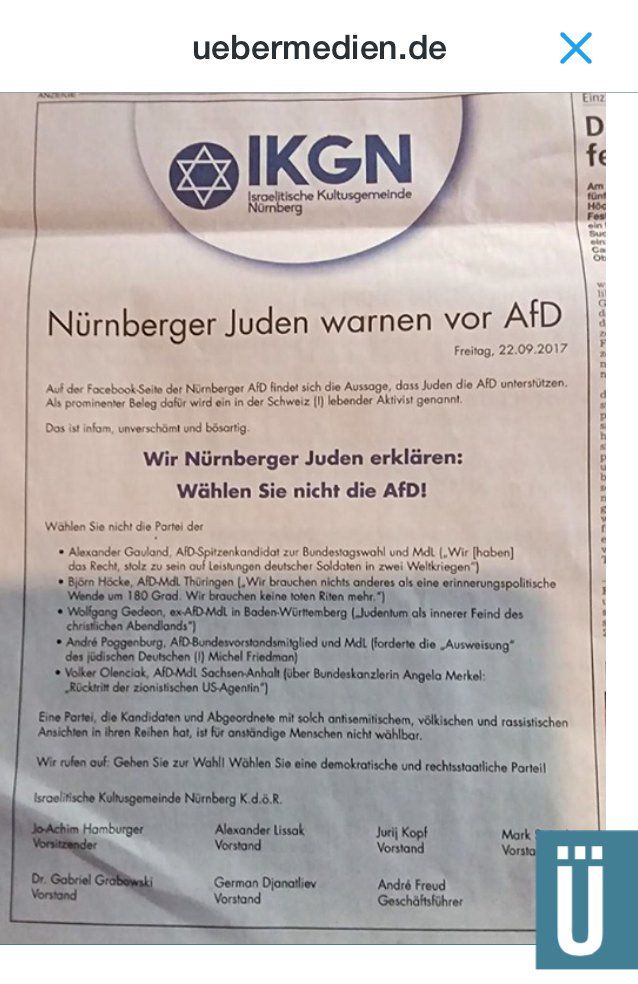 uebermedien.de
ANZEIGE
IKGN
Israelitische Kultusgemeinde
Nürnberg
Nürnberger Juden warnen vor AfD
Freitag, 22.09.2017
Auf der Facebook-Seite der Nürnberger AfD findet sich die Aussage, dass Juden die AfD unterstützen.
Als prominenter Beleg dafür wird ein in der Schweiz (!) lebender Aktivist genannt.
Das ist infam, unverschämt und bösartig.
Wir Nürnberger Juden erklären:
Wählen Sie nicht die AfD!
Wählen Sie nicht die Partei der
• Alexander Gauland, AfD-Spitzenkandidat zur Bundestagswahl und MdL („Wir [haben]
das Recht, stolz zu sein auf Leistungen deutscher Soldaten in zwei Weltkriegen“)
• Björn Höcke, AfD-MdL Thüringen („Wir brauchen nichts anderes als eine erinnerungspolitische
Wende um 180 Grad. Wir brauchen keine toten Riten mehr.“)
• Wolfgang Gedeon, ex-AfD-MdL in Baden-Württemberg („Judentum als innerer Feind des
christlichen Abendlands“)
• André Poggenburg, AfD-Bundesvorstandsmitglied und MdL (forderte die „Ausweisung“
des jüdischen Deutschen (!) Michel Friedman)
• Volker Olenciak, AfD-MdL Sachsen-Anhalt (über Bundeskanzlerin Angela Merkel:
„Rücktritt der zionistischen US-Agentin“)
Eine Partei, die Kandidaten und Abgeordnete mit solch antisemitischem, völkischen und rassistischen
Ansichten in ihren Reihen hat, ist für anständige Menschen nicht wählbar.
Wir rufen auf: Gehen Sie zur Wahl! Wählen Sie eine demokratische und rechtsstaatliche Partei!
Israelitische Kultusgemeinde Nürnberg K.d.ö.R.
Jo-Achim Hamburger Alexander Lissak Jurij Kopf Mark
Vorsitzender Vorstand Vorstand Vorsta
Dr. Gabriel Grabowski German Djanatliev André Freud
Vorstand Vorstand Geschäftsführer
Einz
D
fe
Am
fünf
Höc
Fes
ein
Suc
ein
Ca
Ob
Ü